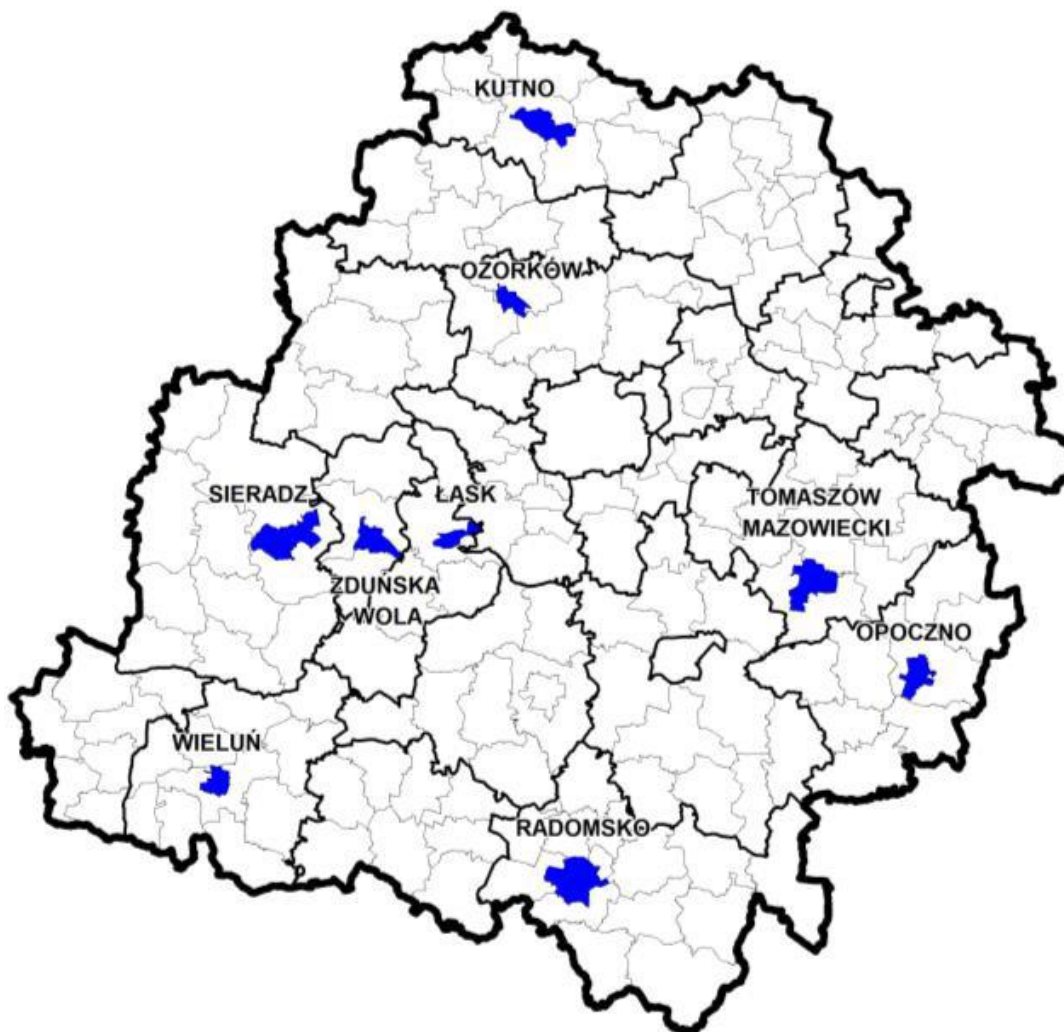 KUTNO
OZORKÓW
SIERADZ
ŁASK
TOMASZÓW
MAZOWIECKI
ZDUŃSKA
WOLA
OPOCZNO
WIELUŃ
RADOMSKO